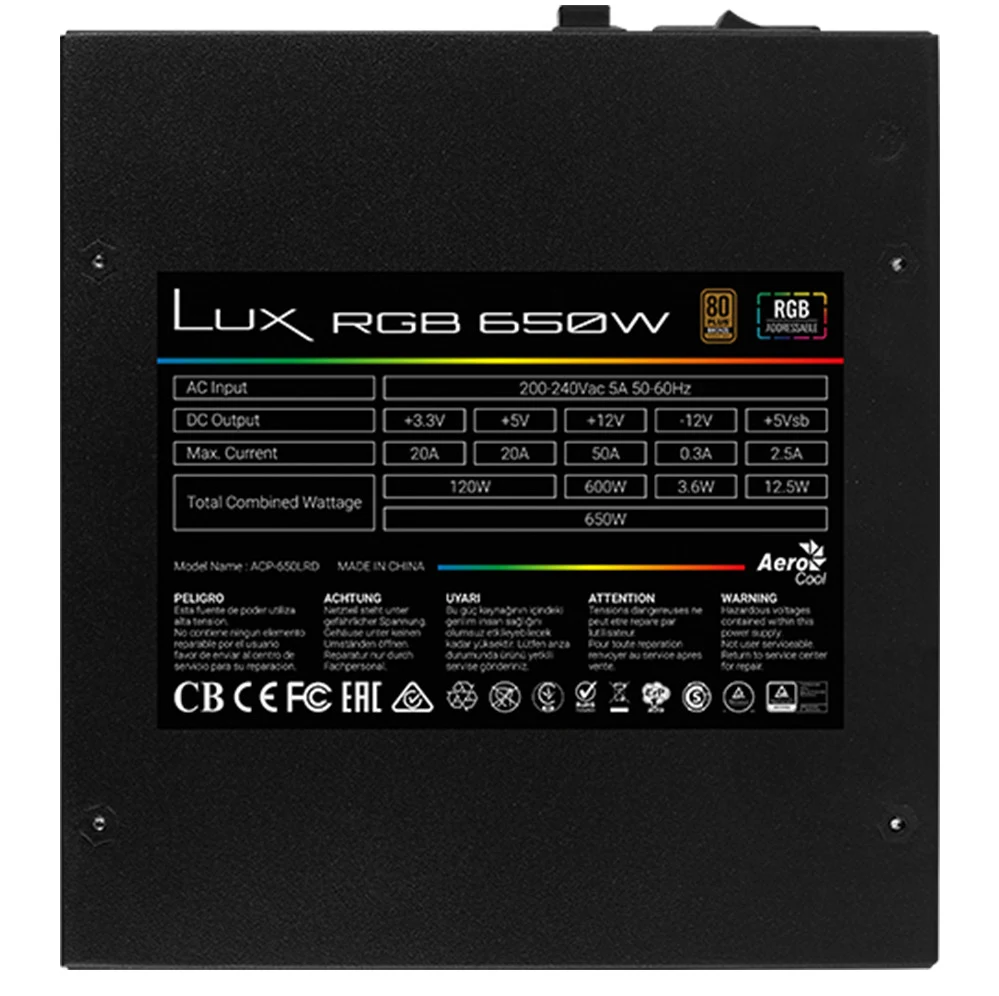 LUX RGB 650W
80 PLUS BRONZE
RGB ADDRESSABLE
AC Input 200-240Vac 5A 50-60Hz
DC Output +3.3V +5V +12V -12V +5Vsb
Max. Current 20A 20A 50A 0.3A 2.5A
Total Combined Wattage 120W 600W 3.6W 12.5W
650W
Model Name : ACP-650LRD MADE IN CHINA
Aero Cool
PELIGRO
Esta fuente de poder utiliza
alta tension.
No contiene ningun elemento
reparable por el usuario
favor de enviar al centro de
servicio para su reparación.
ACHTUNG
Netzteil steht unter
gefährlicher Spannung.
Gehäuse unter keinen
Umständen öffnen.
Reparatur nur durch
Fachpersonal.
UYARI
Bu güç kaynağının içindeki
gerilim insan sağlığını
olumsuz etkileyebilecek
kadar yüksektir. Lütfen arıza
durumunda ürünü yetkili
servise gönderiniz.
ATTENTION
Tensions dangereuses ne
peut etre repare par
lutilisateur
Pour toute reparation
renvoyer au service apres
vente.
WARNING
Hazardous voltages
contained within this
power supply.
Not user serviceable.
Return to service center
for repair.
CB CE FC EAC